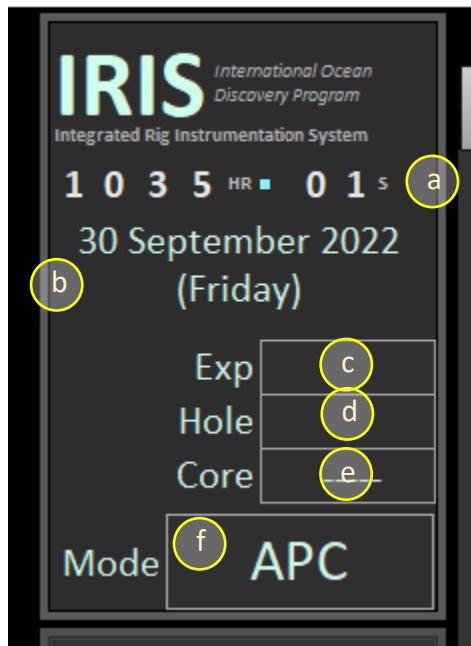 IRIS International Ocean
Discovery Program
Integrated Rig Instrumentation System
1 0 3 5 HR ▪ 0 1 S a
30 September 2022
b (Friday)
Exp c
Hole d
Core e
Mode f APC